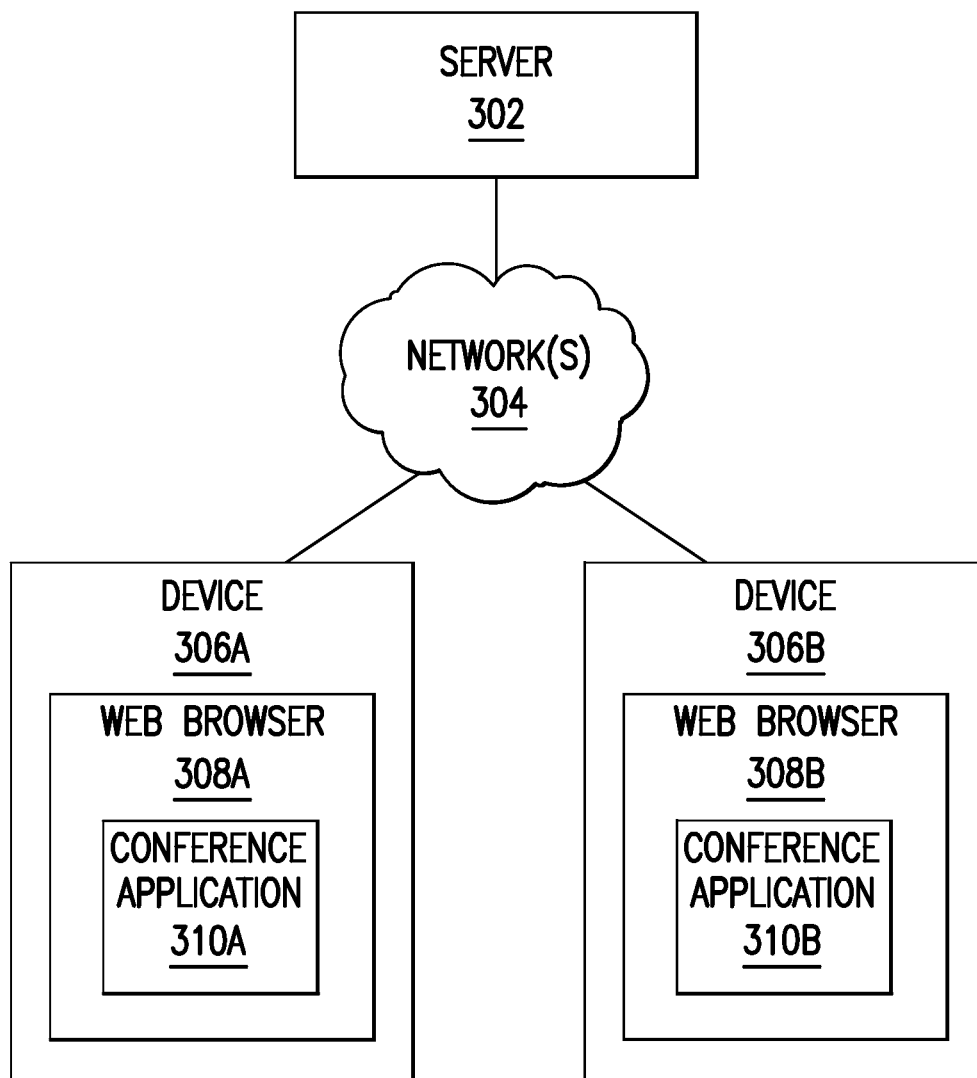 SERVER
302
NETWORK(S)
304
DEVICE
306A
WEB BROWSER
308A
CONFERENCE
APPLICATION
310A
DEVICE
306B
WEB BROWSER
308B
CONFERENCE
APPLICATION
310B